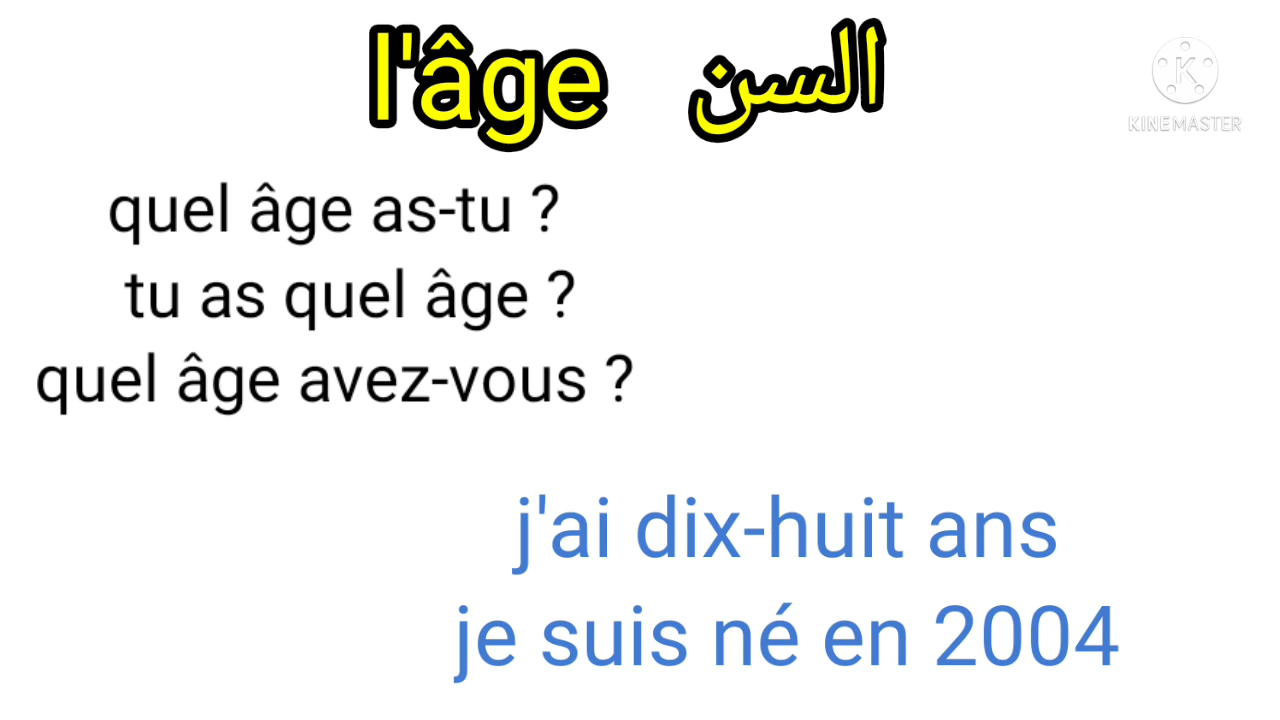 l'âge السن
KINEMASTER
quel âge as-tu ?
tu as quel âge ?
quel âge avez-vous ?
j'ai dix-huit ans
je suis né en 2004